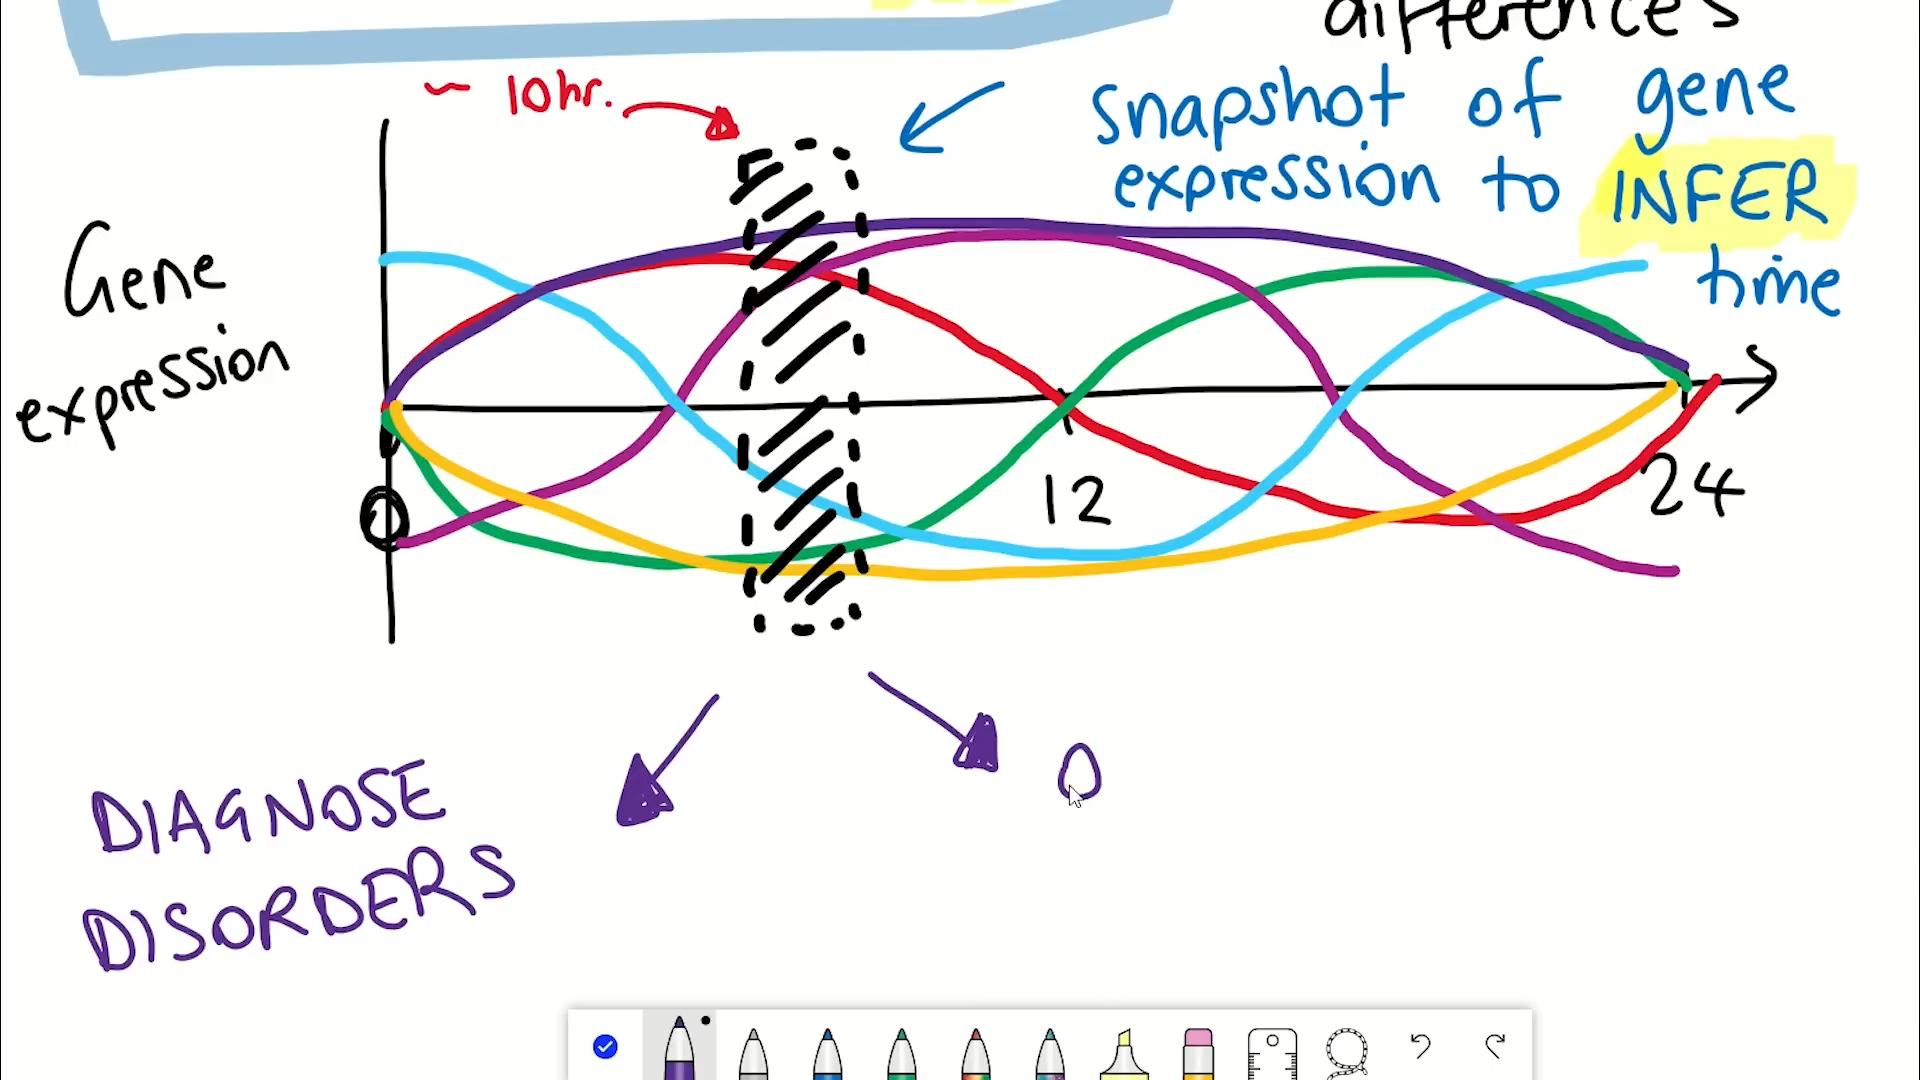 differences
~ 10hr.
snapshot of gene
expression to INFER
time
Gene
expression
0
12
24
DIAGNOSE
DISORDERS
O